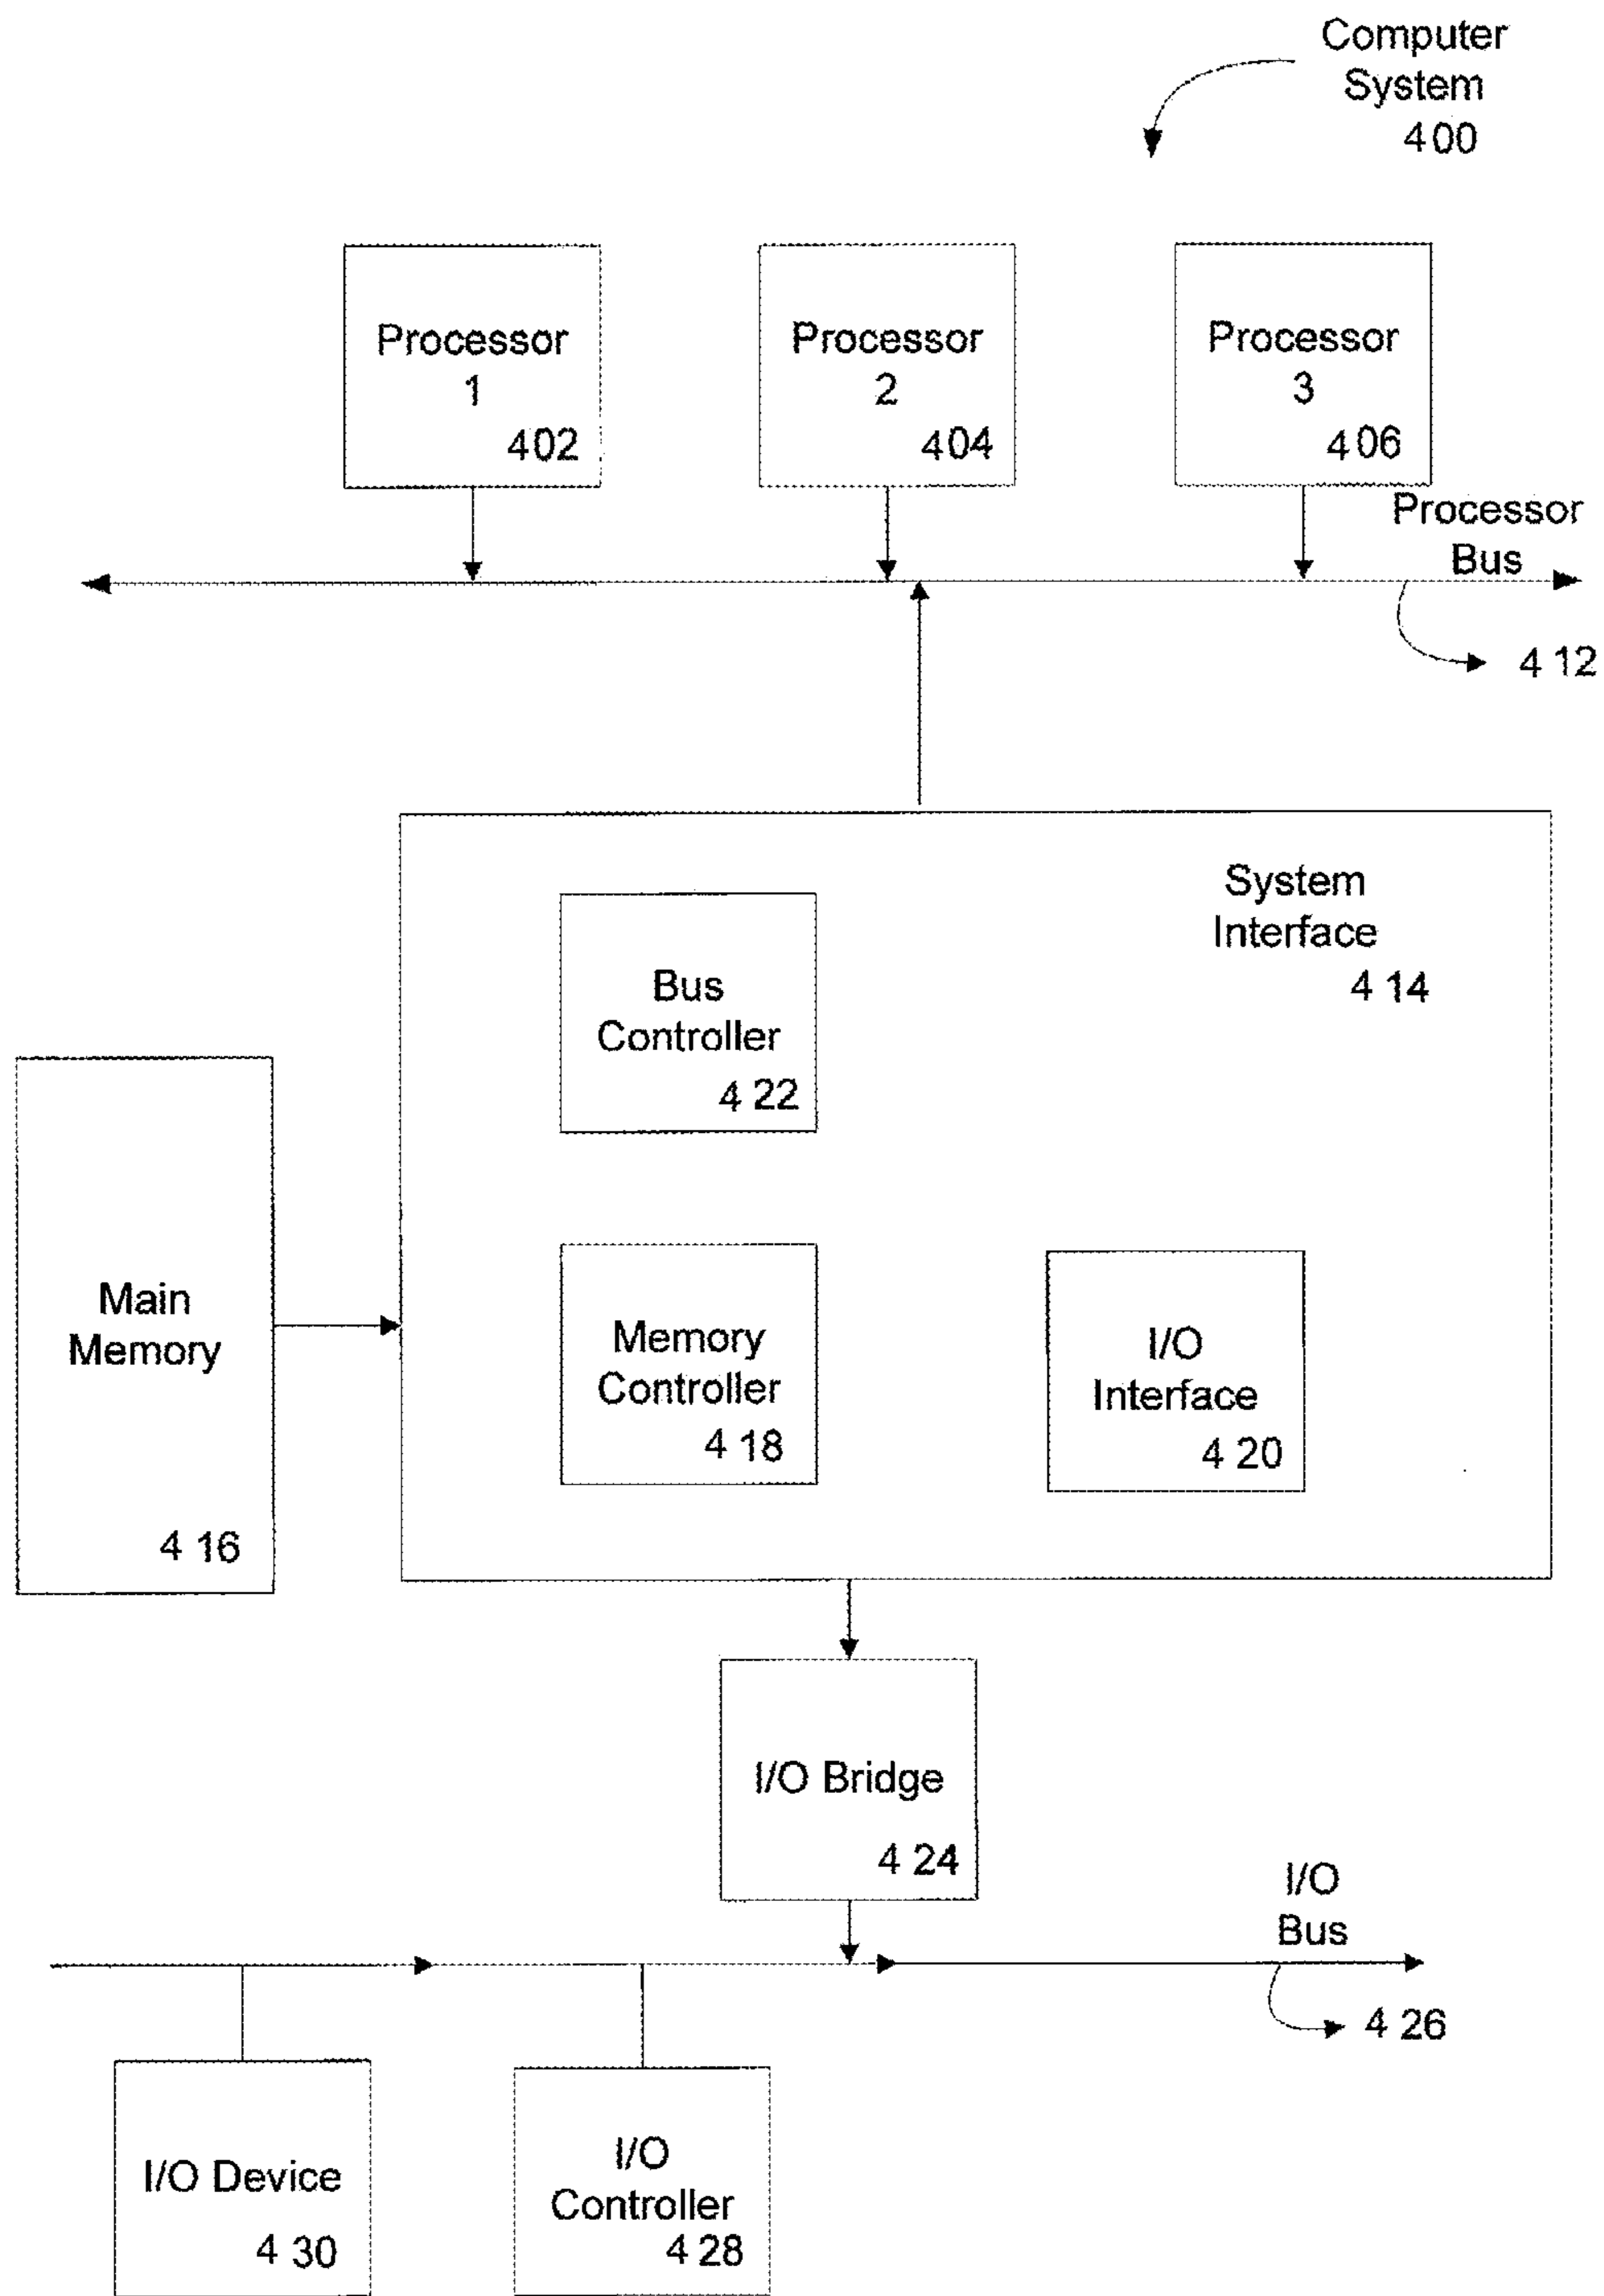 Computer
System
400
Processor
1
402
Processor
2
404
Processor
3
406
Processor
Bus
4 12
System
Interface
4 14
Bus
Controller
4 22
Main
Memory
4 16
Memory
Controller
4 18
I/O
Interface
4 20
I/O Bridge
4 24
I/O
Bus
4 26
I/O Device
4 30
I/O
Controller
4 28